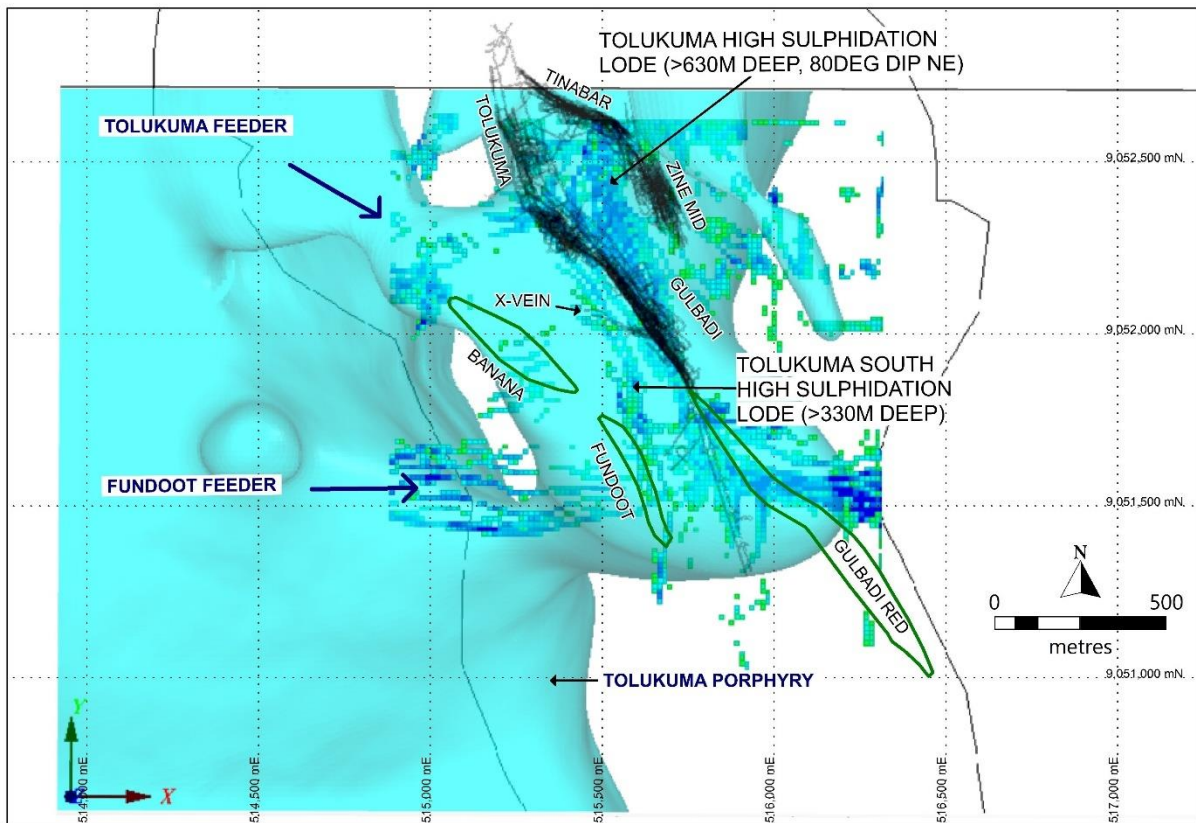 TOLUKUMA HIGH SULPHIDATION
LODE (>630M DEEP, 80DEG DIP NE)
TINABAR
TOLUKUMA FEEDER
TOLUKUMA
9,052,500 mN.
ZINE MID
GULBADI
X-VEIN
9,052,000 mN.
BANANA
TOLUKUMA SOUTH
HIGH SULPHIDATION
LODE (>330M DEEP)
FUNDOOT
FUNDOOT FEEDER
9,051,500 mN.
GULBADI RED
N
0 500
metres
TOLUKUMA PORPHYRY
9,051,000 mN.
Y
X
514,500 mE.
514,500 mE.
515,000 mE.
515,500 mE.
516,000 mE.
516,500 mE.
517,000 mE.